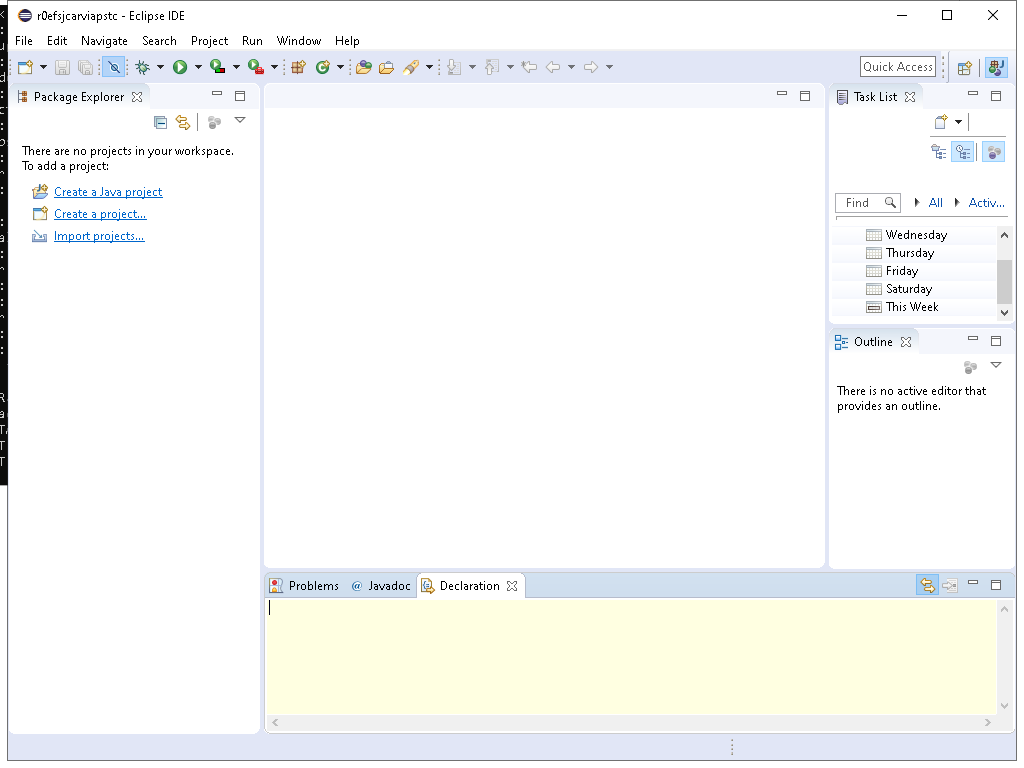 r0efsjcarviapstc - Eclipse IDE
File Edit Navigate Search Project Run Window Help
Quick Access
Package Explorer
There are no projects in your workspace.
To add a project:
Create a Java project
Create a project...
Import projects...
Task List
Find All Activ...
Wednesday
Thursday
Friday
Saturday
This Week
Outline
There is no active editor that
provides an outline.
Problems @ Javadoc Declaration